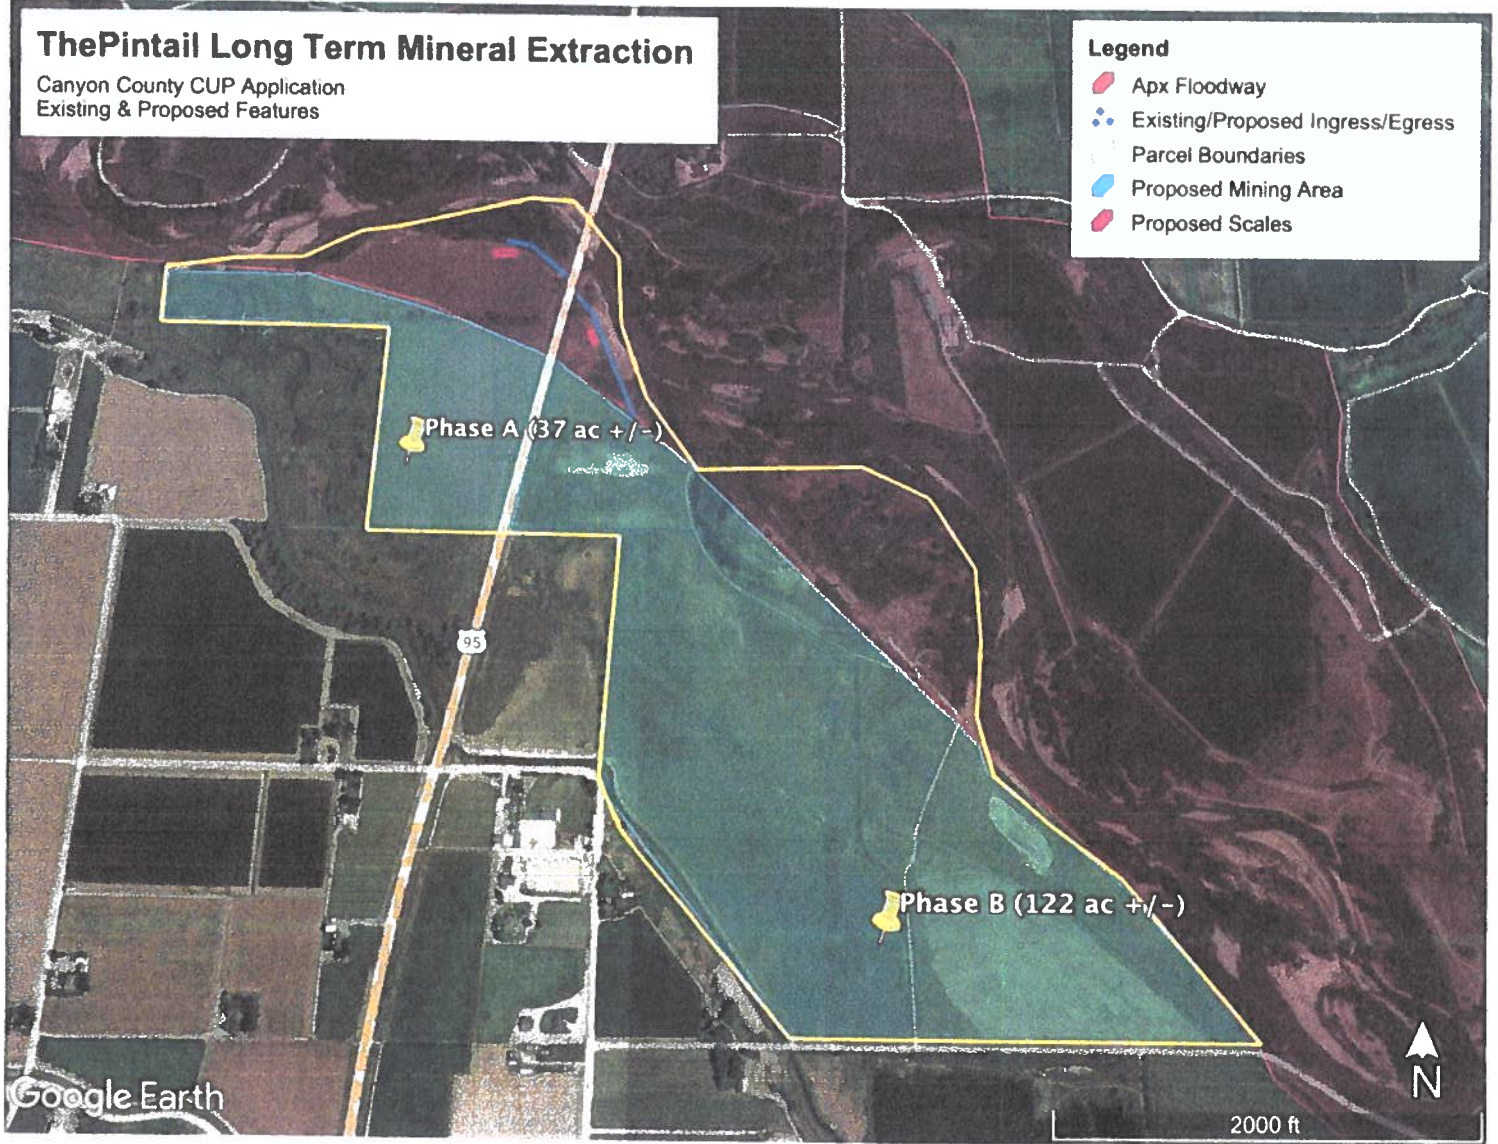 ThePintail Long Term Mineral Extraction
Canyon County CUP Application
Existing & Proposed Features
Legend
Apx Floodway
Existing/Proposed Ingress/Egress
Parcel Boundaries
Proposed Mining Area
Proposed Scales
Phase A (37 ac +/-)
95
Phase B (122 ac +/-)
N
Google Earth
2000 ft